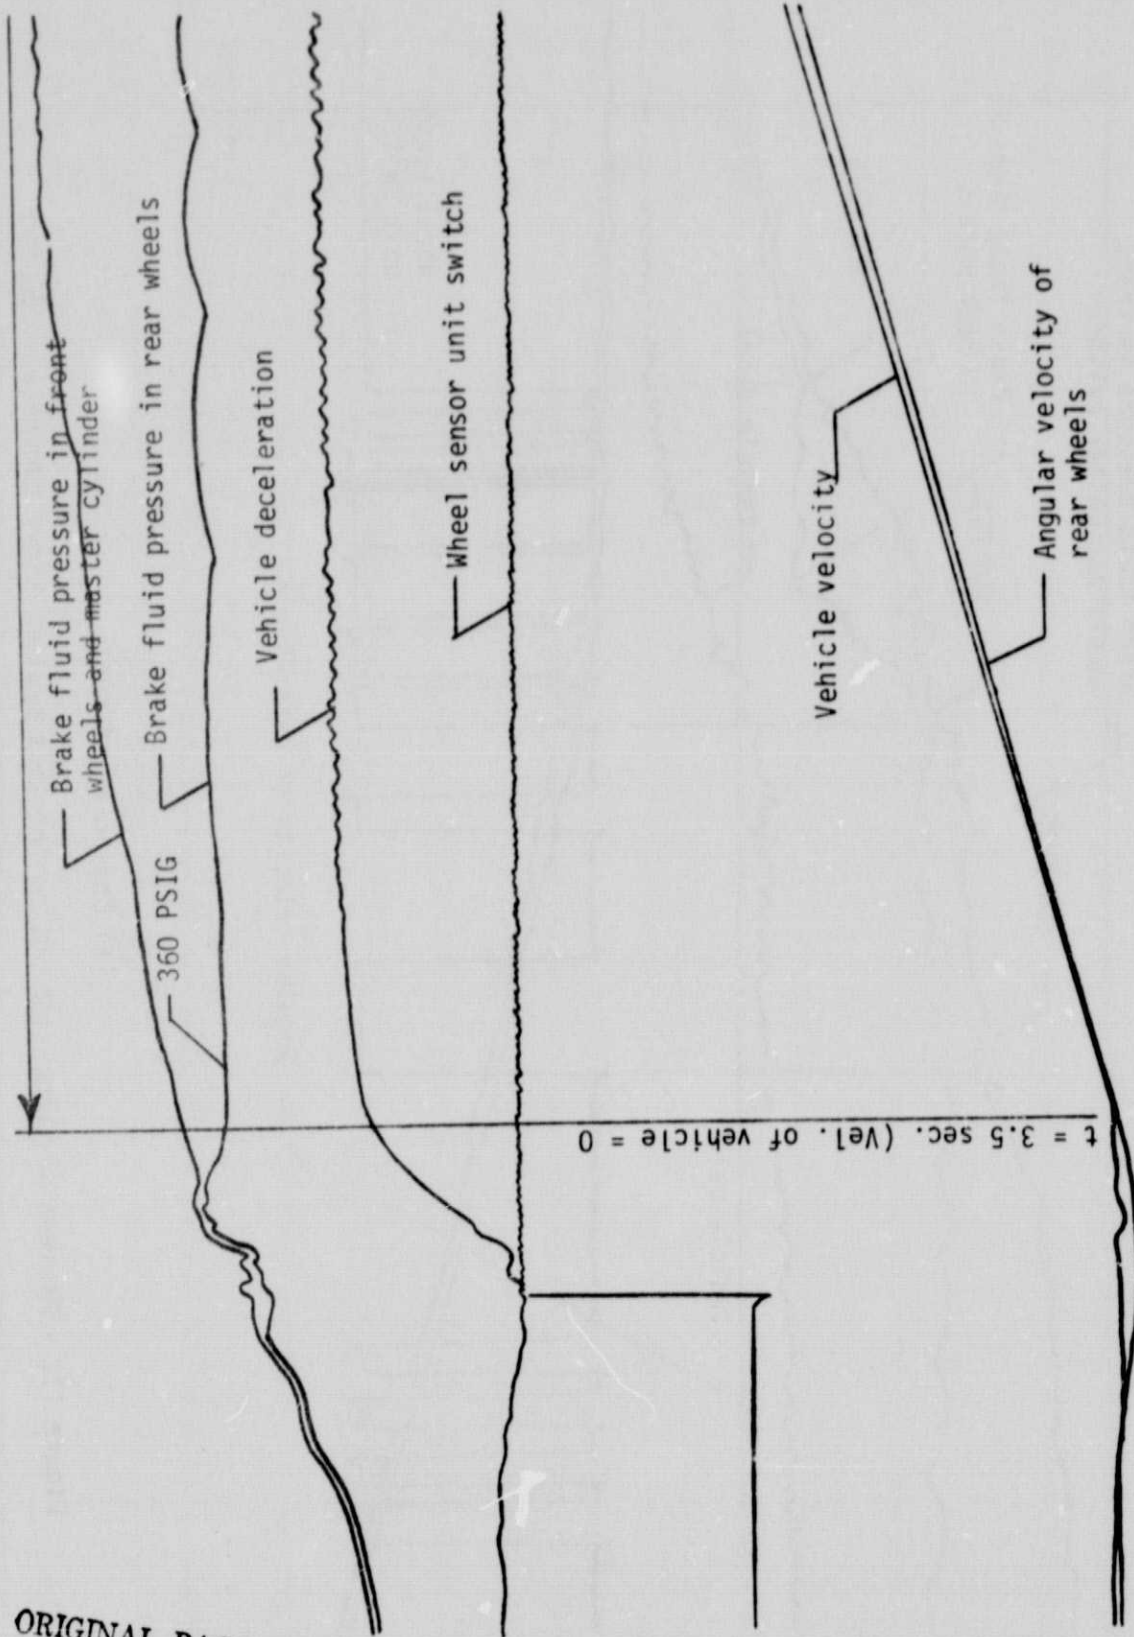 Brake fluid pressure in front
wheels and master cylinder
Brake fluid pressure in rear wheels
360 PSIG
Vehicle deceleration
Wheel sensor unit switch
Vehicle velocity
Angular velocity of
rear wheels
t = 3.5 sec. (Vel. of vehicle = 0
ORIGINAL